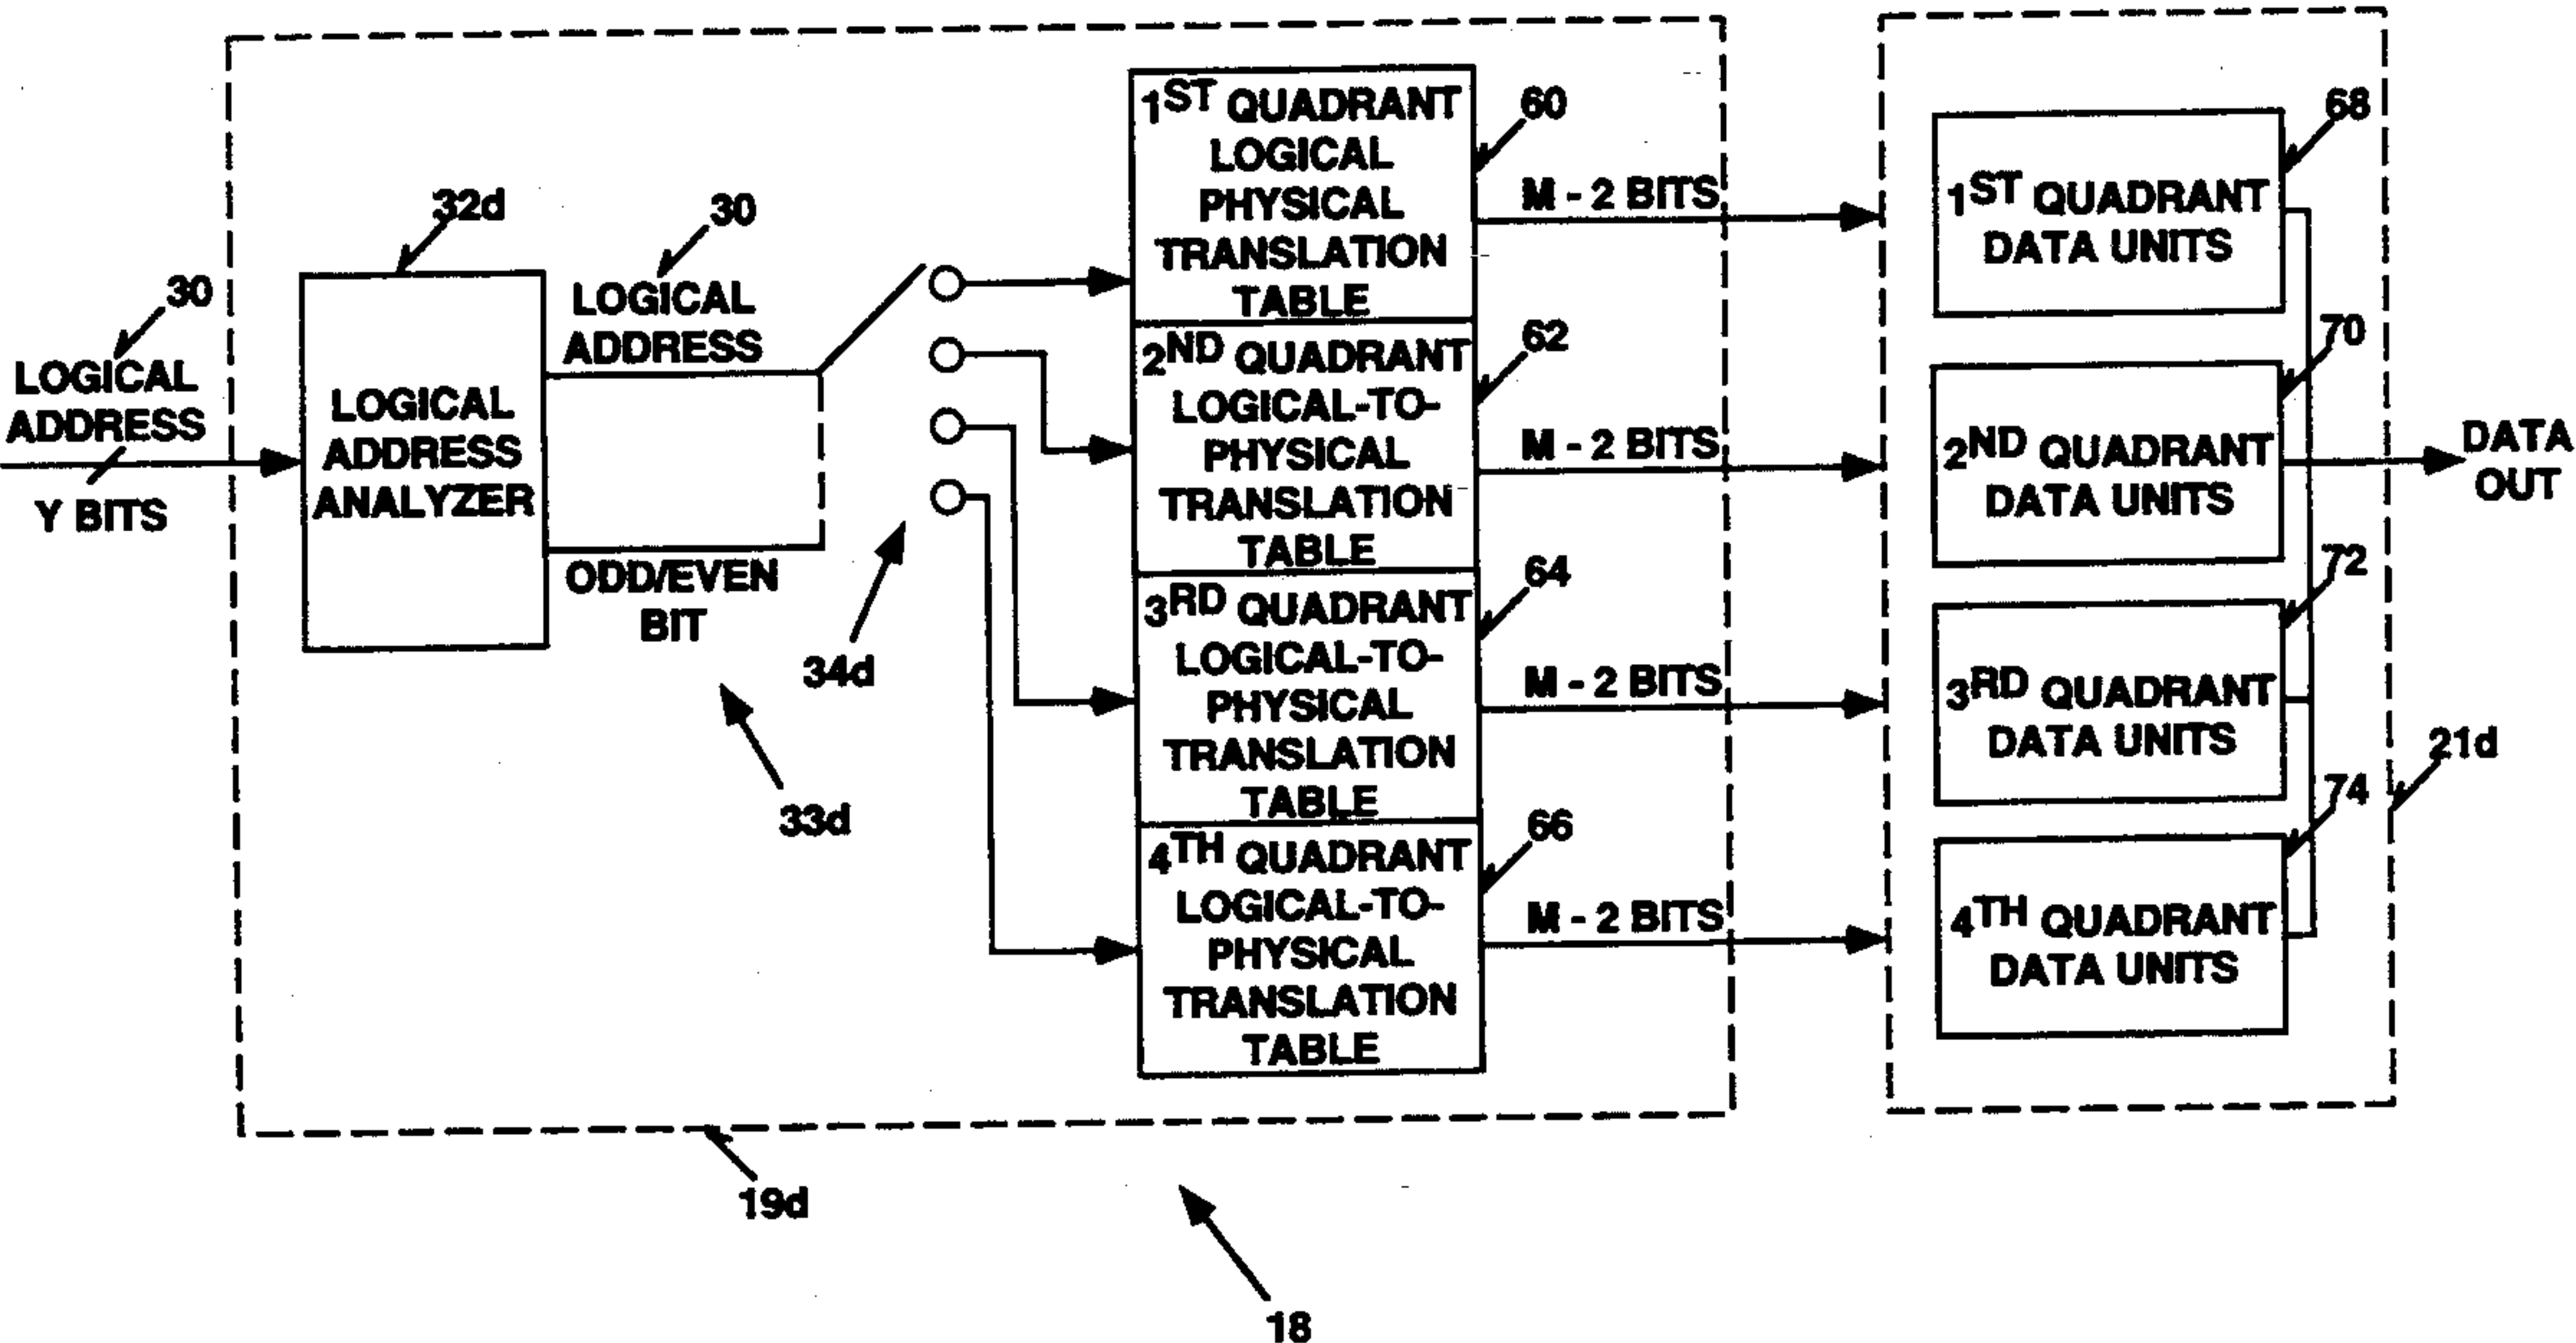 30
LOGICAL
ADDRESS
Y BITS
32d
LOGICAL
ADDRESS
ANALYZER
30
LOGICAL
ADDRESS
ODD/EVEN
BIT
33d
34d
1ST QUADRANT
LOGICAL
PHYSICAL
TRANSLATION
TABLE
60
M - 2 BITS
2ND QUADRANT
LOGICAL-TO-
PHYSICAL
TRANSLATION
TABLE
62
M - 2 BITS
3RD QUADRANT
LOGICAL-TO-
PHYSICAL
TRANSLATION
TABLE
64
M - 2 BITS
4TH QUADRANT
LOGICAL-TO-
PHYSICAL
TRANSLATION
TABLE
66
M - 2 BITS
68
1ST QUADRANT
DATA UNITS
70
2ND QUADRANT
DATA UNITS
72
3RD QUADRANT
DATA UNITS
74
4TH QUADRANT
DATA UNITS
DATA
OUT
21d
19d
18